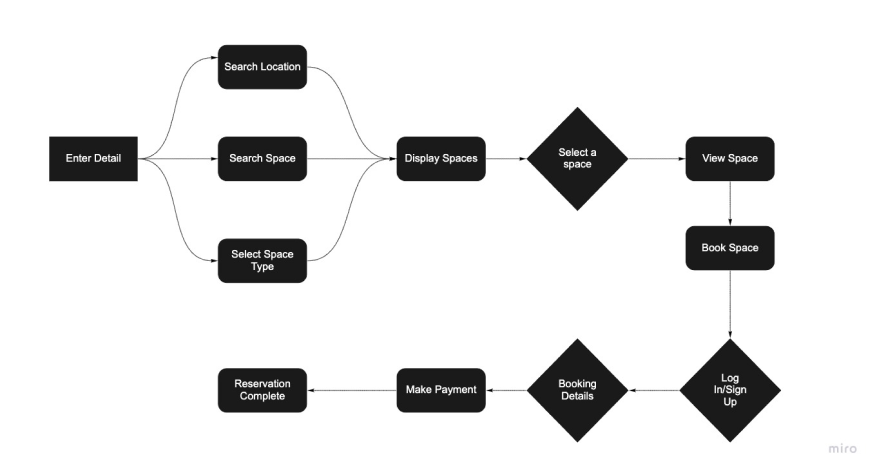 Search Location
Enter Detail
Search Space
Display Spaces
Select a
space
View Space
Select Space
Type
Book Space
Reservation
Complete
Make Payment
Booking
Details
Log
In/Sign
Up
miro